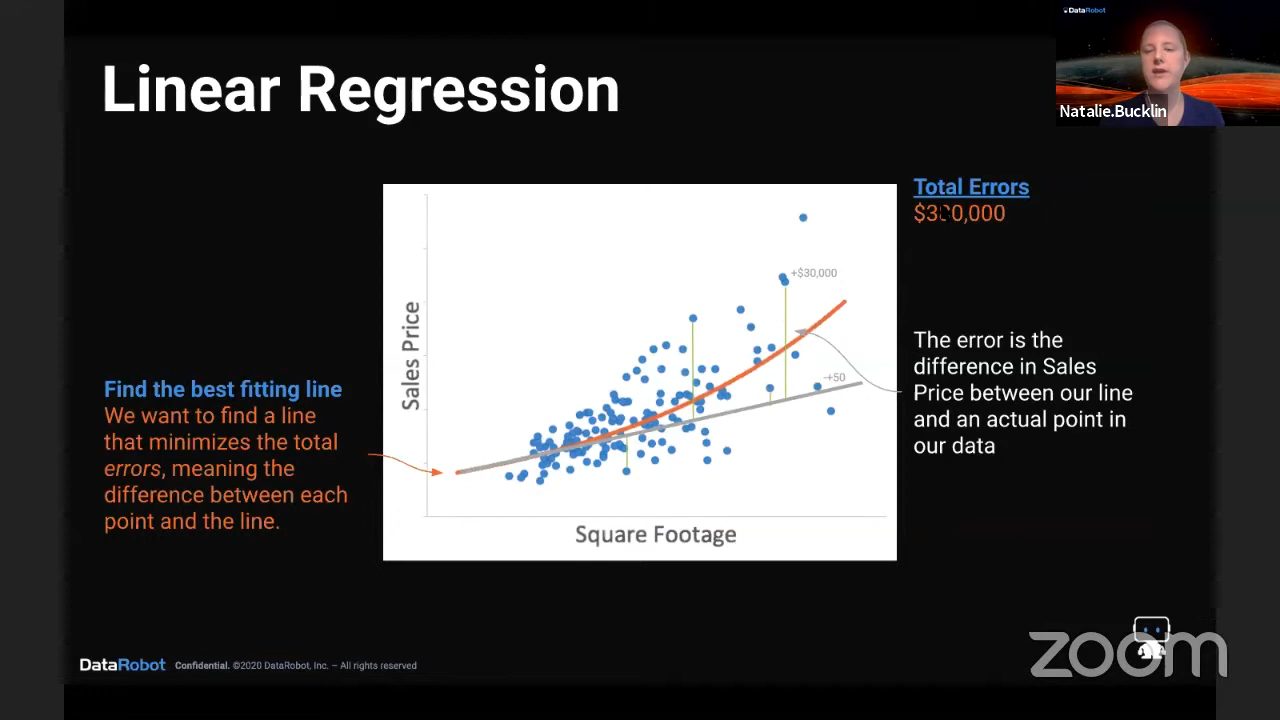 Linear Regression
DataRobot
Natalie.Bucklin
Total Errors
+$30,000
Sales Price
The error is the
difference in Sales
Price between our line
and an actual point in
our data
-+50
Find the best fitting line
We want to find a line
that minimizes the total
errors, meaning the
difference between each
point and the line.
Square Footage
DataRobot Confidential. ©2020 DataRobot, Inc. – All rights reserved
zoom